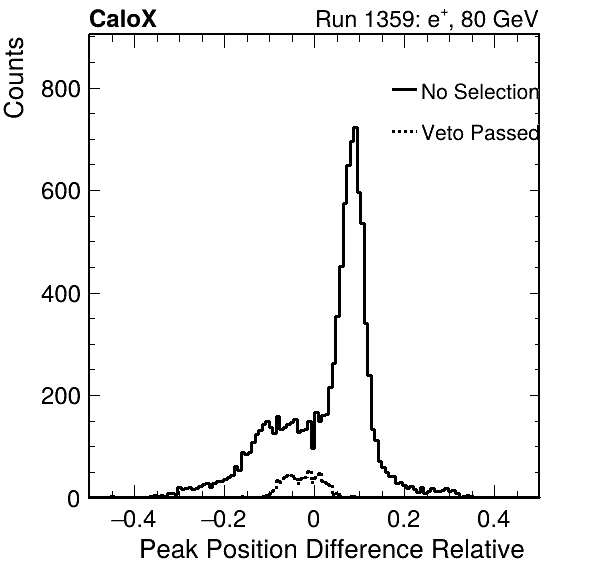 CaloX Run 1359: e⁺, 80 GeV
Counts
800
600
400
200
0
No Selection
Veto Passed
−0.4 −0.2 0 0.2 0.4
Peak Position Difference Relative